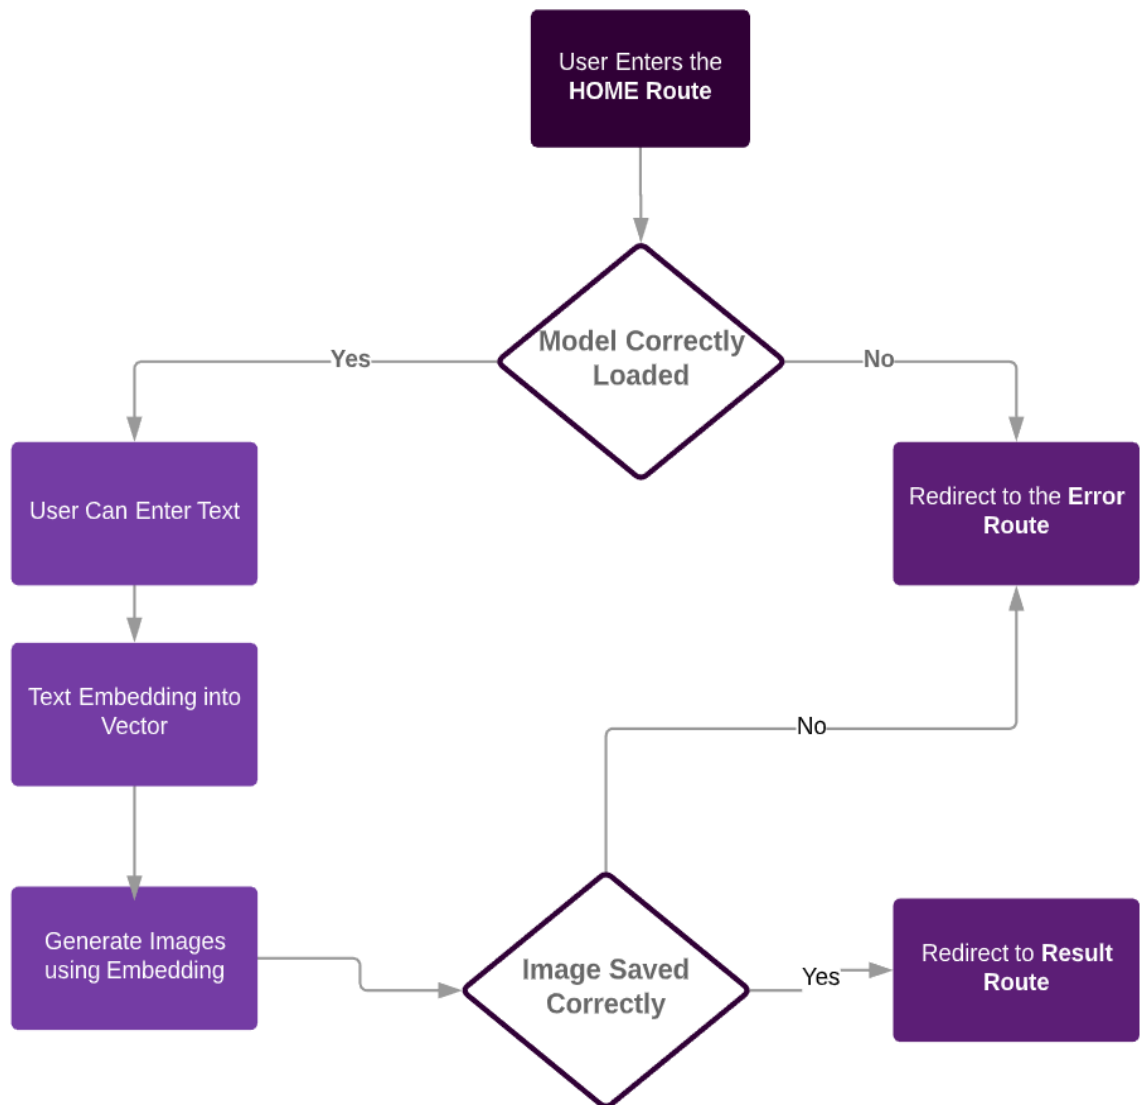 User Enters the
HOME Route
Model Correctly
Loaded
Yes
No
User Can Enter Text
Redirect to the Error
Route
Text Embedding into
Vector
No
Generate Images
using Embedding
Image Saved
Correctly
Yes
Redirect to Result
Route